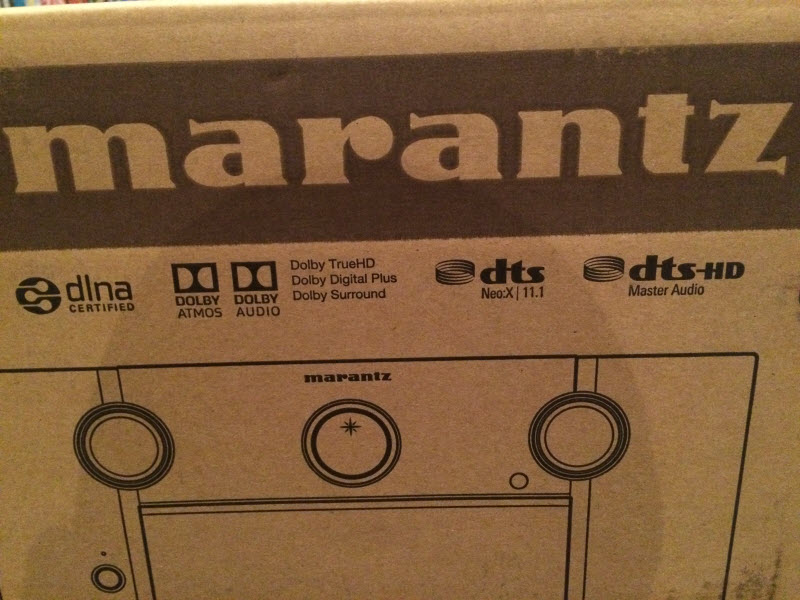 marantz
dlna
CERTIFIED
DOLBY
ATMOS
DOLBY
AUDIO
Dolby TrueHD
Dolby Digital Plus
Dolby Surround
dts
Neo:X | 11.1
dts-HD
Master Audio
marantz